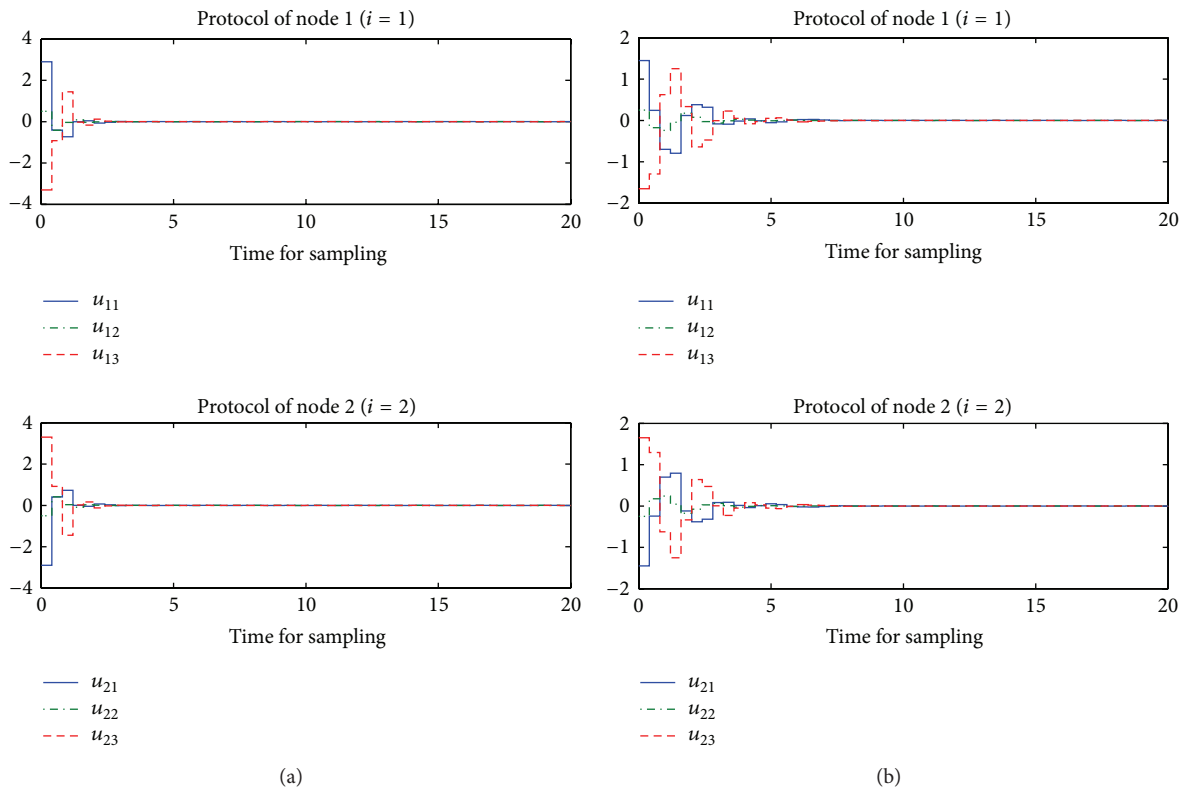 Protocol of node 1 (i = 1)
4
2
0
−2
−4
0 5 10 15 20
Time for sampling
u11
u12
u13
Protocol of node 2 (i = 2)
4
2
0
−2
−4
0 5 10 15 20
Time for sampling
u21
u22
u23
(a)
Protocol of node 1 (i = 1)
2
1
0
−1
−2
0 5 10 15 20
Time for sampling
u11
u12
u13
Protocol of node 2 (i = 2)
2
1
0
−1
−2
0 5 10 15 20
Time for sampling
u21
u22
u23
(b)